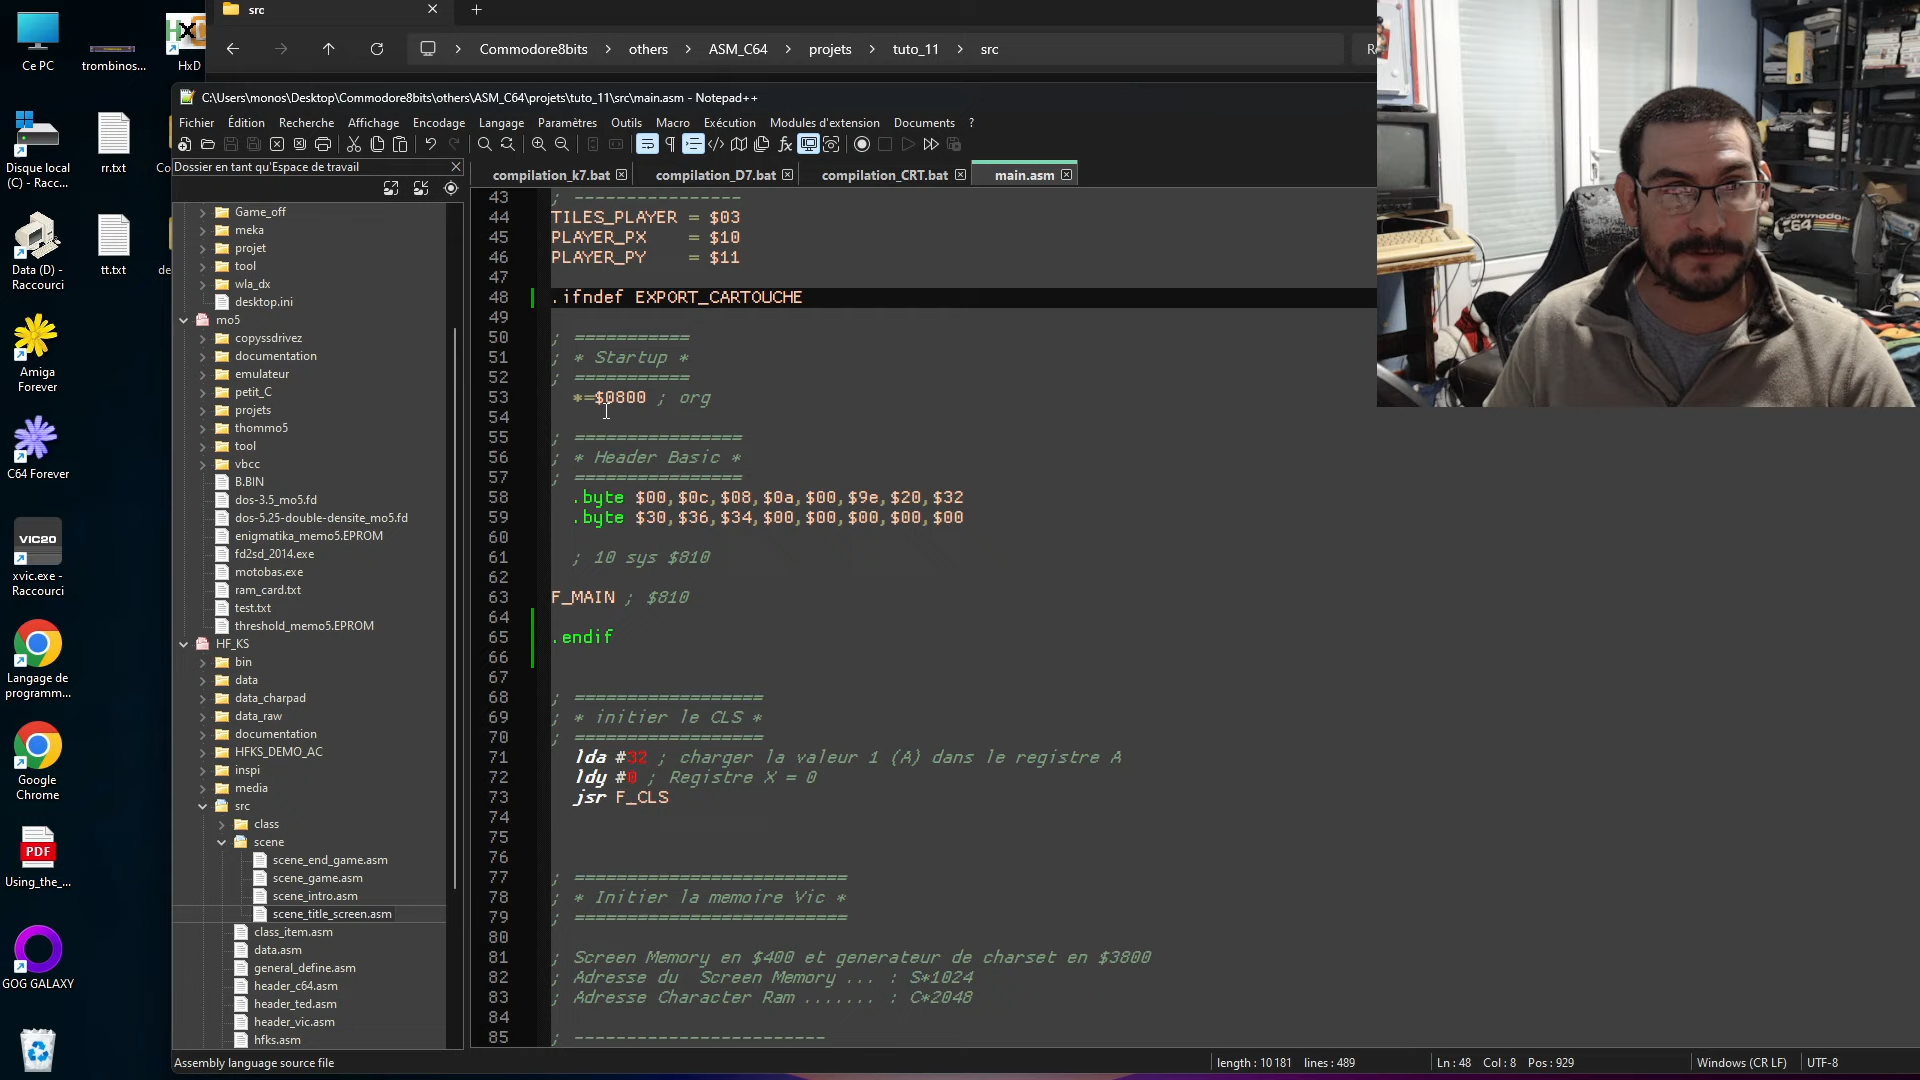 src
Commodore8bits > others > ASM_C64 > projets > tuto_11 > src
C:\Users\monos\Desktop\Commodore8bits\others\ASM_C64\projets\tuto_11\src\main.asm - Notepad++
Fichier Édition Recherche Affichage Encodage Langage Paramètres Outils Macro Exécution Modules d'extension Documents ?
Dossier en tant qu'Espace de travail
compilation_k7.bat compilation_D7.bat compilation_CRT.bat main.asm
Ce PC
trombinos...
HxD
Disque local
(C) - Racc...
rr.txt
Data (D) -
Raccourci
tt.txt
Amiga
Forever
C64 Forever
VIC20
xvic.exe -
Raccourci
Langage de
programm...
Google
Chrome
PDF
Using_the_...
GOG GALAXY
Game_off
meka
projet
tool
wla_dx
desktop.ini
mo5
copyssdrivez
documentation
emulateur
petit_C
projets
thommo5
tool
vbcc
B.BIN
dos-3.5_mo5.fd
dos-5.25-double-densite_mo5.fd
enigmatika_memo5.EPROM
fd2sd_2014.exe
motobas.exe
ram_card.txt
test.txt
threshold_memo5.EPROM
HF_KS
bin
data
data_charpad
data_raw
documentation
HFKS_DEMO_AC
inspi
media
src
class
scene
scene_end_game.asm
scene_game.asm
scene_intro.asm
scene_title_screen.asm
class_item.asm
data.asm
general_define.asm
header_c64.asm
header_ted.asm
header_vic.asm
hfks.asm
43 ; ----------------
44 TILES_PLAYER = $03
45 PLAYER_PX = $10
46 PLAYER_PY = $11
47
48 .ifndef EXPORT_CARTOUCHE
49
50 ; ===========
51 ; * Startup *
52 ; ===========
53 *=$0800 ; org
54
55 ; ================
56 ; * Header Basic *
57 ; ================
58 .byte $00,$0c,$08,$0a,$00,$9e,$20,$32
59 .byte $30,$36,$34,$00,$00,$00,$00,$00
60
61 ; 10 sys $810
62
63 F_MAIN ; $810
64
65 .endif
66
67
68 ; ==================
69 ; * initier le CLS *
70 ; ==================
71 lda #32 ; charger la valeur 1 (A) dans le registre A
72 ldy #0 ; Registre X = 0
73 jsr F_CLS
74
75
76
77 ; ==========================
78 ; * Initier la memoire Vic *
79 ; ==========================
80
81 ; Screen Memory en $400 et generateur de charset en $3800
82 ; Adresse du Screen Memory ... : S*1024
83 ; Adresse Character Ram ....... : C*2048
84
85 ; ------------------------
Assembly language source file length : 10 181 lines : 489 Ln : 48 Col : 8 Pos : 929 Windows (CR LF) UTF-8
commodore
C64